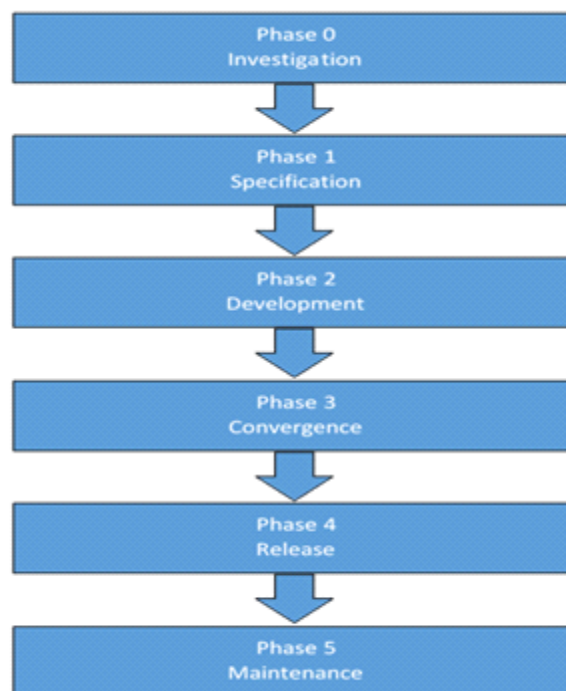 Phase 0
Investigation
Phase 1
Specification
Phase 2
Development
Phase 3
Convergence
Phase 4
Release
Phase 5
Maintenance